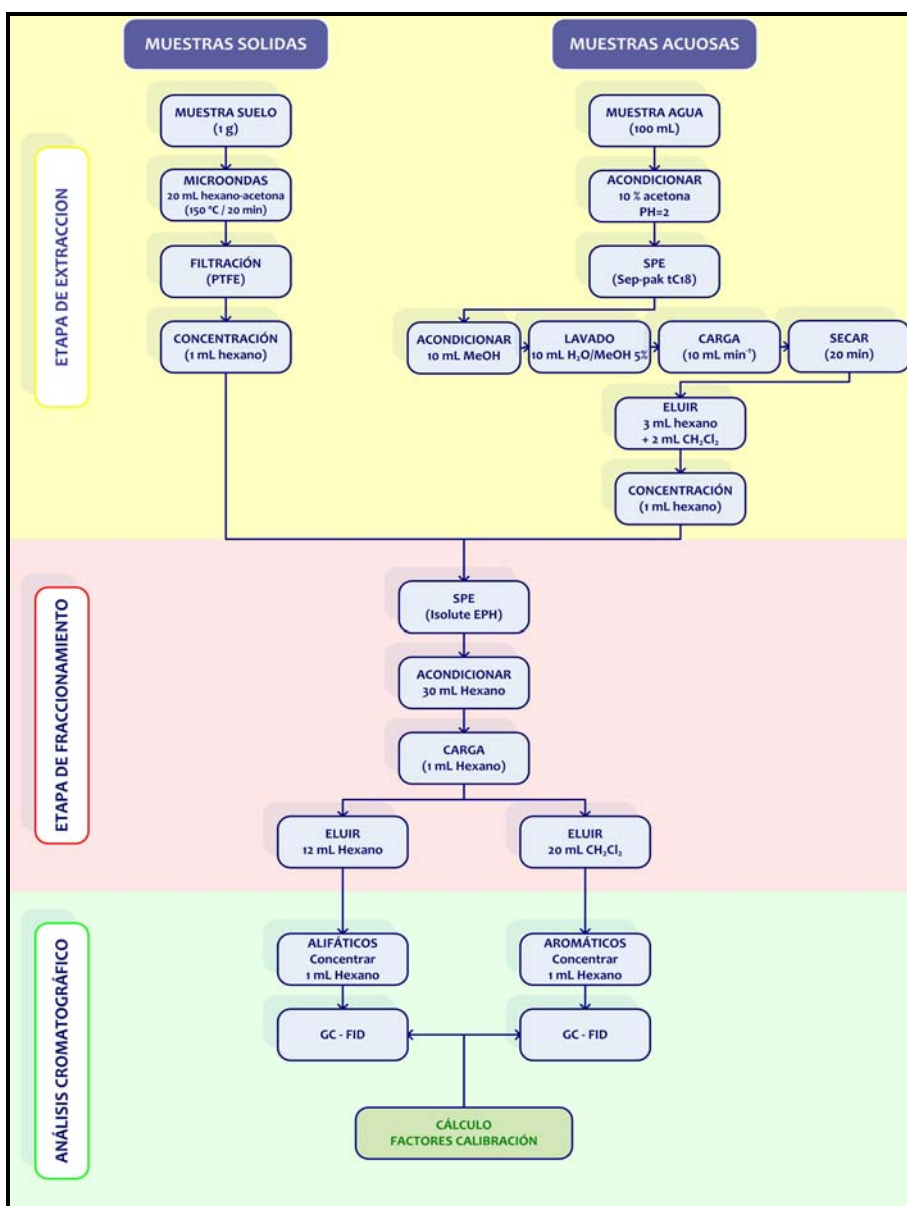 MUESTRAS SOLIDAS
MUESTRAS ACUOSAS
ETAPA DE EXTRACCION
MUESTRA SUELO
(1 g)
MICROONDAS
20 mL hexano-acetona
(150 °C / 20 min)
FILTRACIÓN
(PTFE)
CONCENTRACIÓN
(1 mL hexano)
MUESTRA AGUA
(100 mL)
ACONDICIONAR
10 % acetona
PH=2
SPE
(Sep-pak tC18)
ACONDICIONAR
10 mL MeOH
LAVADO
10 mL H₂O/MeOH 5%
CARGA
(10 mL min⁻¹)
SECAR
(20 min)
ELUIR
3 mL hexano
+ 2 mL CH₂Cl₂
CONCENTRACIÓN
(1 mL hexano)
ETAPA DE FRACCIONAMIENTO
SPE
(Isolute EPH)
ACONDICIONAR
30 mL Hexano
CARGA
(1 mL Hexano)
ELUIR
12 mL Hexano
ELUIR
20 mL CH₂Cl₂
ANÁLISIS CROMATOGRÁFICO
ALIFÁTICOS
Concentrar
1 mL Hexano
AROMÁTICOS
Concentrar
1 mL Hexano
GC - FID
GC - FID
CÁLCULO
FACTORES CALIBRACIÓN